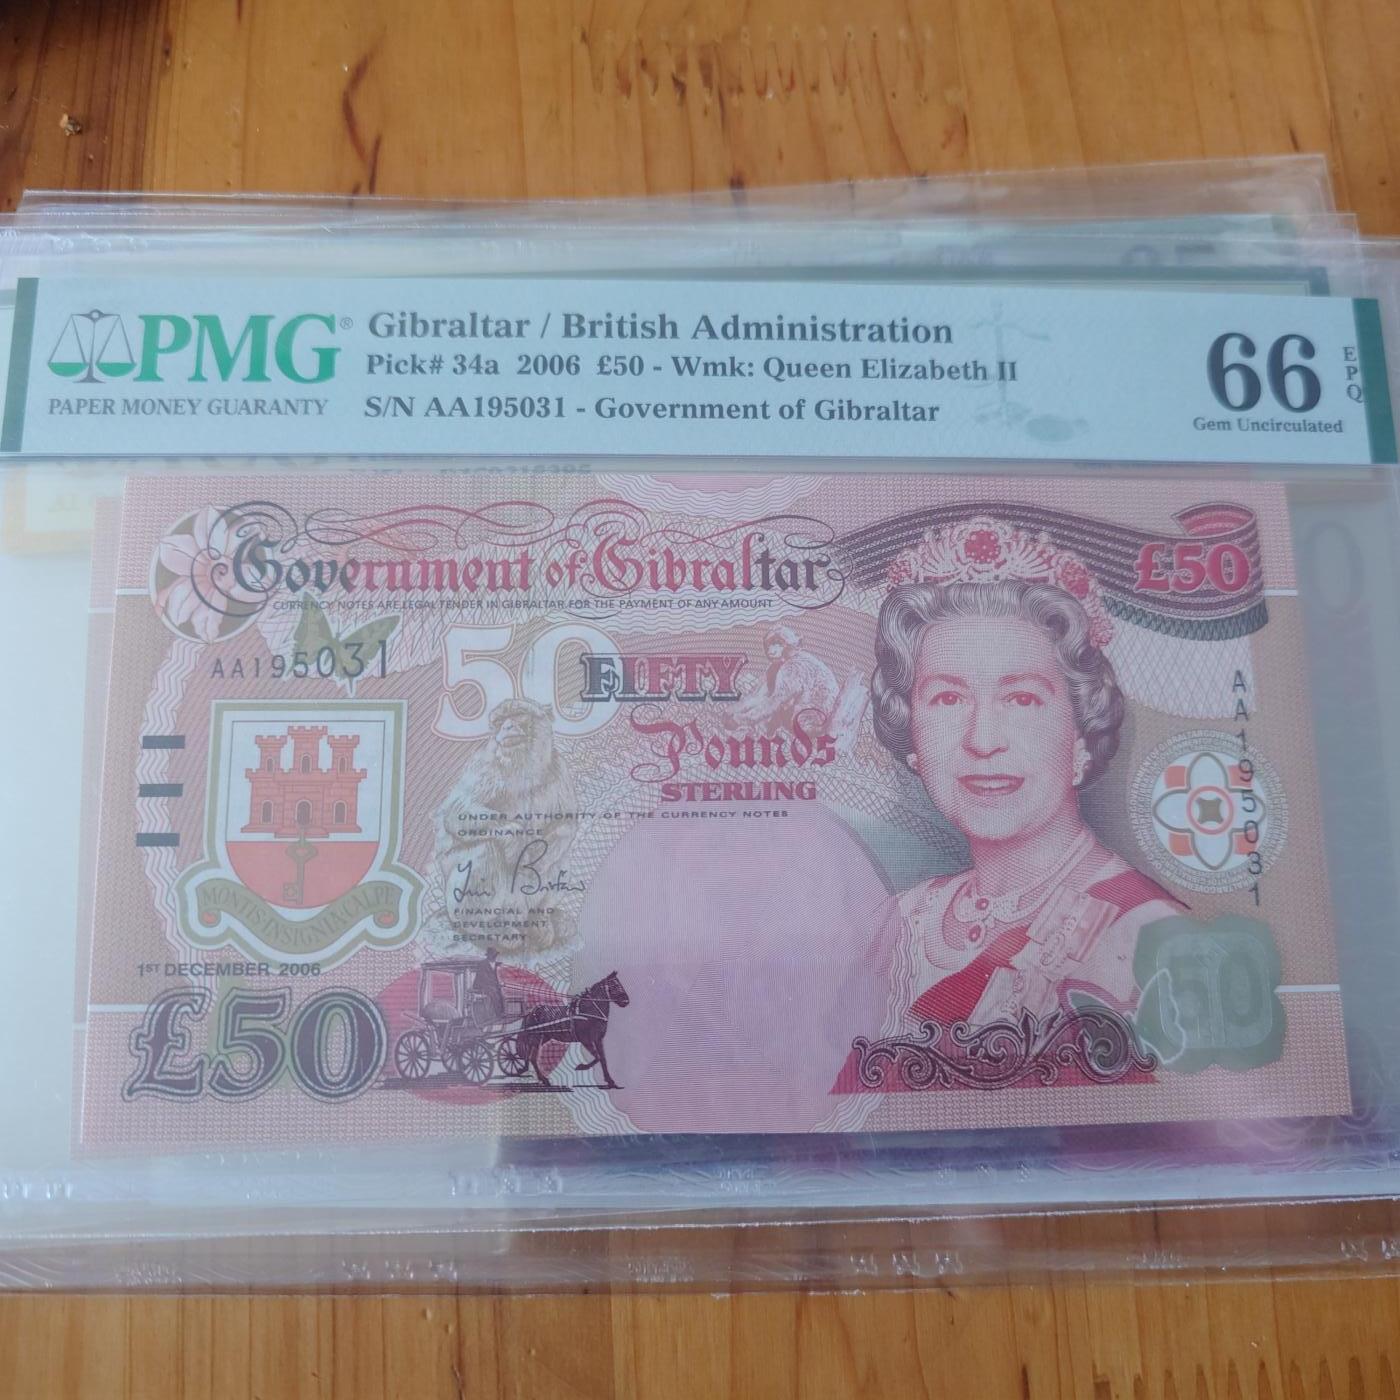 PMG®
PAPER MONEY GUARANTY
Gibraltar / British Administration
Pick# 34a 2006 £50 - Wmk: Queen Elizabeth II
S/N AA195031 - Government of Gibraltar
66
EPQ
Gem Uncirculated
Government of Gibraltar
CURRENCY NOTES ARE LEGAL TENDER IN GIBRALTAR FOR THE PAYMENT OF ANY AMOUNT
£50
AA195031
50
FIFTY
Pounds
STERLING
AA195031
UNDER AUTHORITY OF THE CURRENCY NOTES
ORDINANCE
FINANCIAL AND
DEVELOPMENT
SECRETARY
MONTIS INSIGNIA CALPE
1ST DECEMBER 2006
£50
50